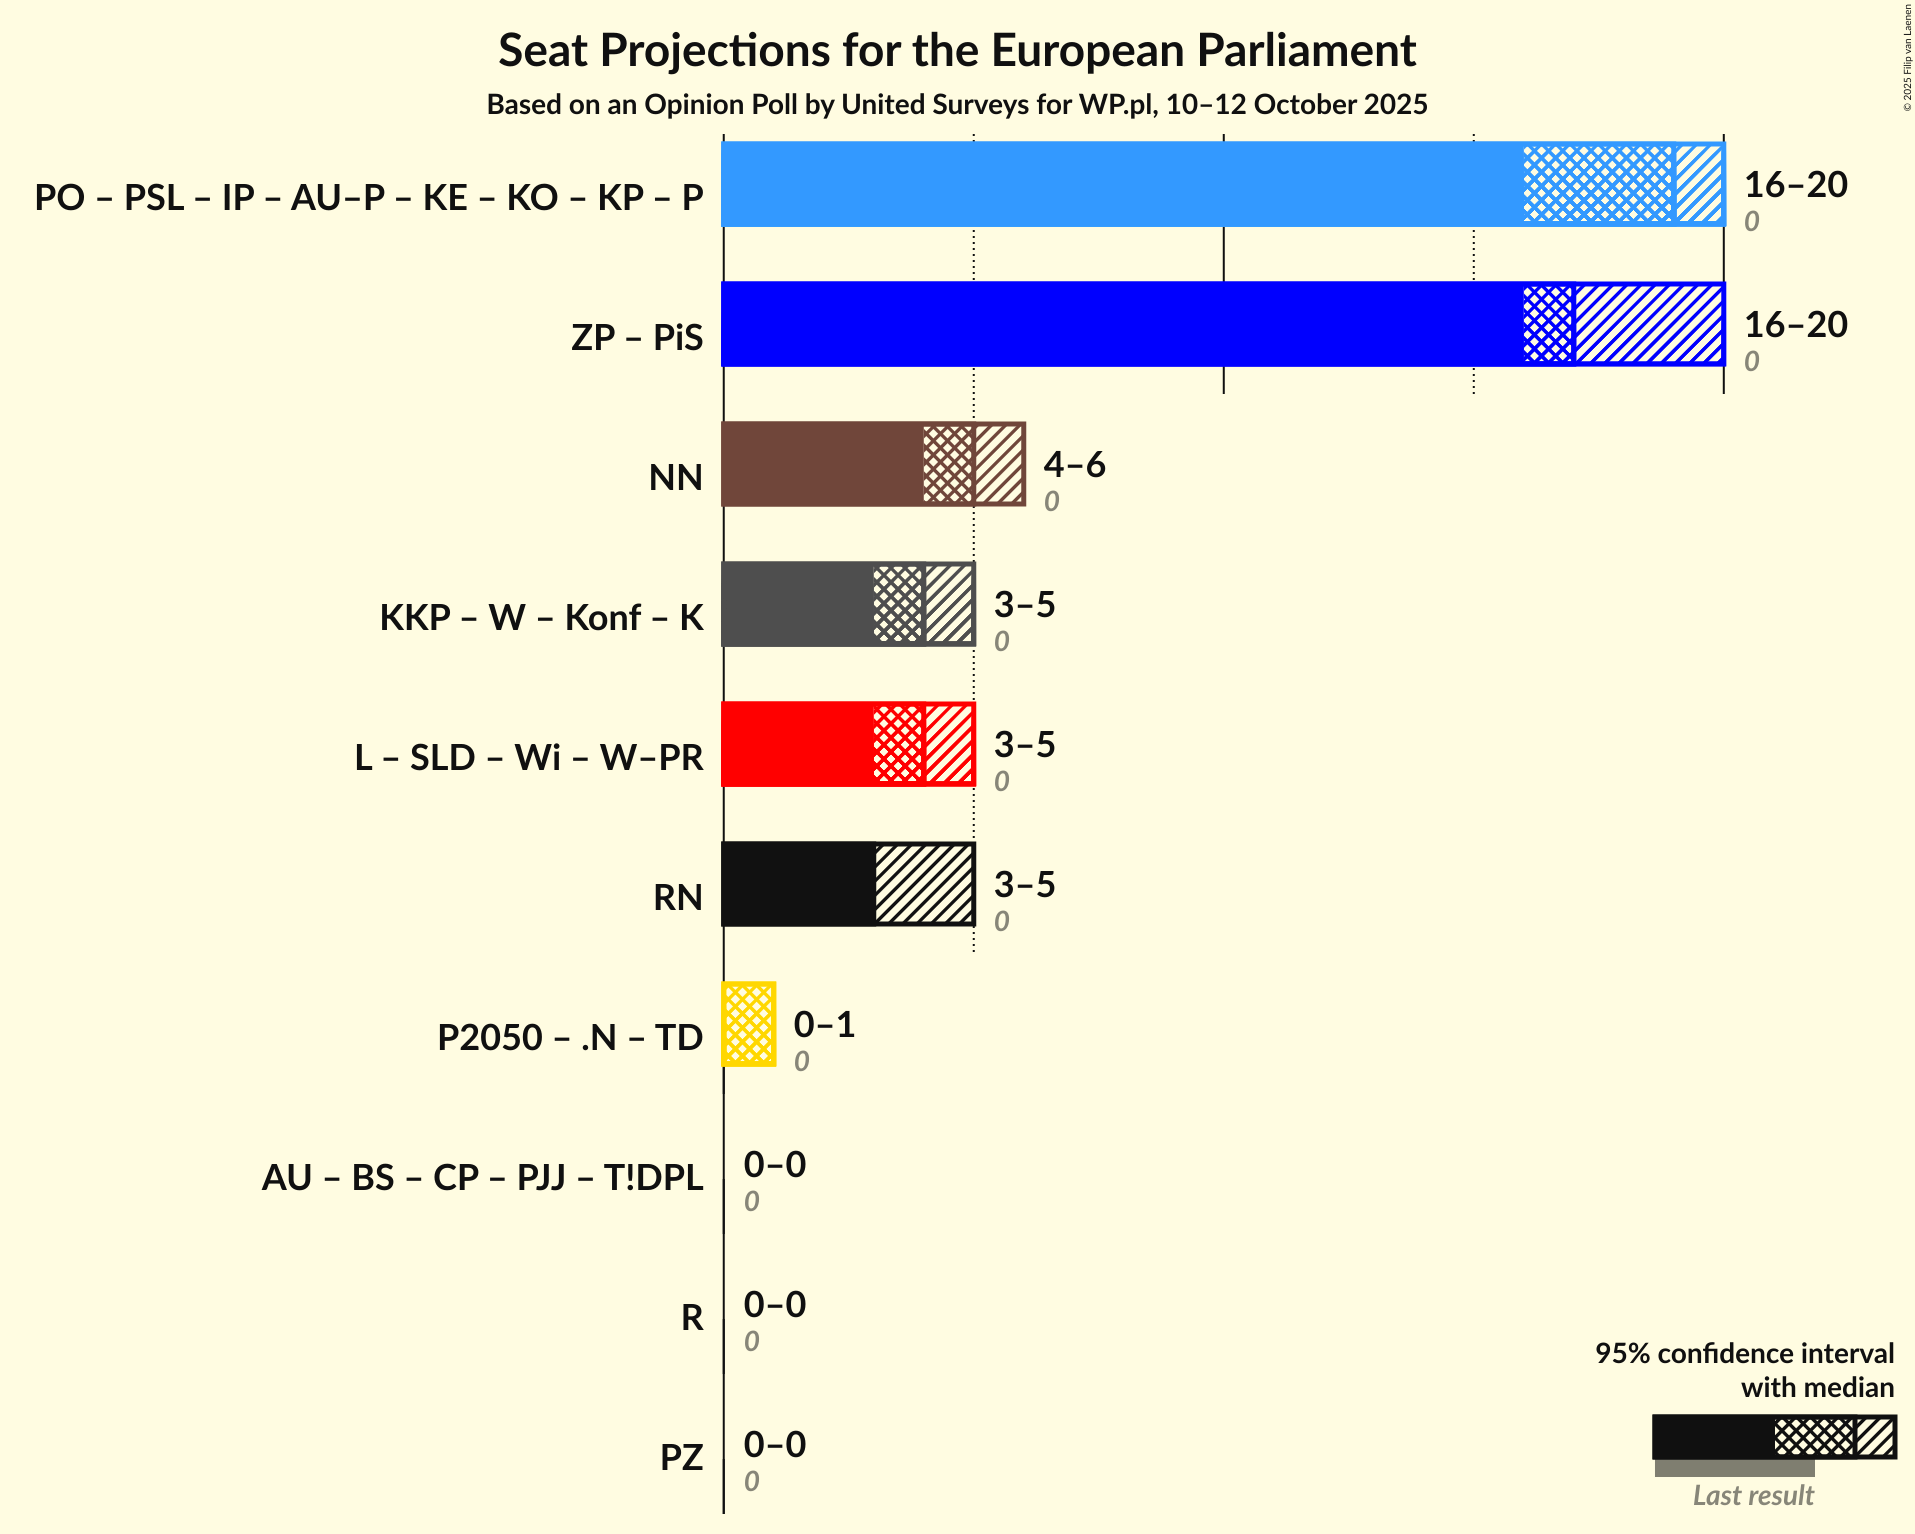 Seat Projections for the European Parliament
Based on an Opinion Poll by United Surveys for WP.pl, 10–12 October 2025
© 2025 Filip van Laenen
PO – PSL – IP – AU–P – KE – KO – KP – P
16–20
0
ZP – PiS
16–20
0
NN
4–6
0
KKP – W – Konf – K
3–5
0
L – SLD – Wi – W–PR
3–5
0
RN
3–5
0
P2050 – .N – TD
0–1
0
AU – BS – CP – PJJ – T!DPL
0–0
0
R
0–0
0
PZ
0–0
0
95% confidence interval
with median
Last result